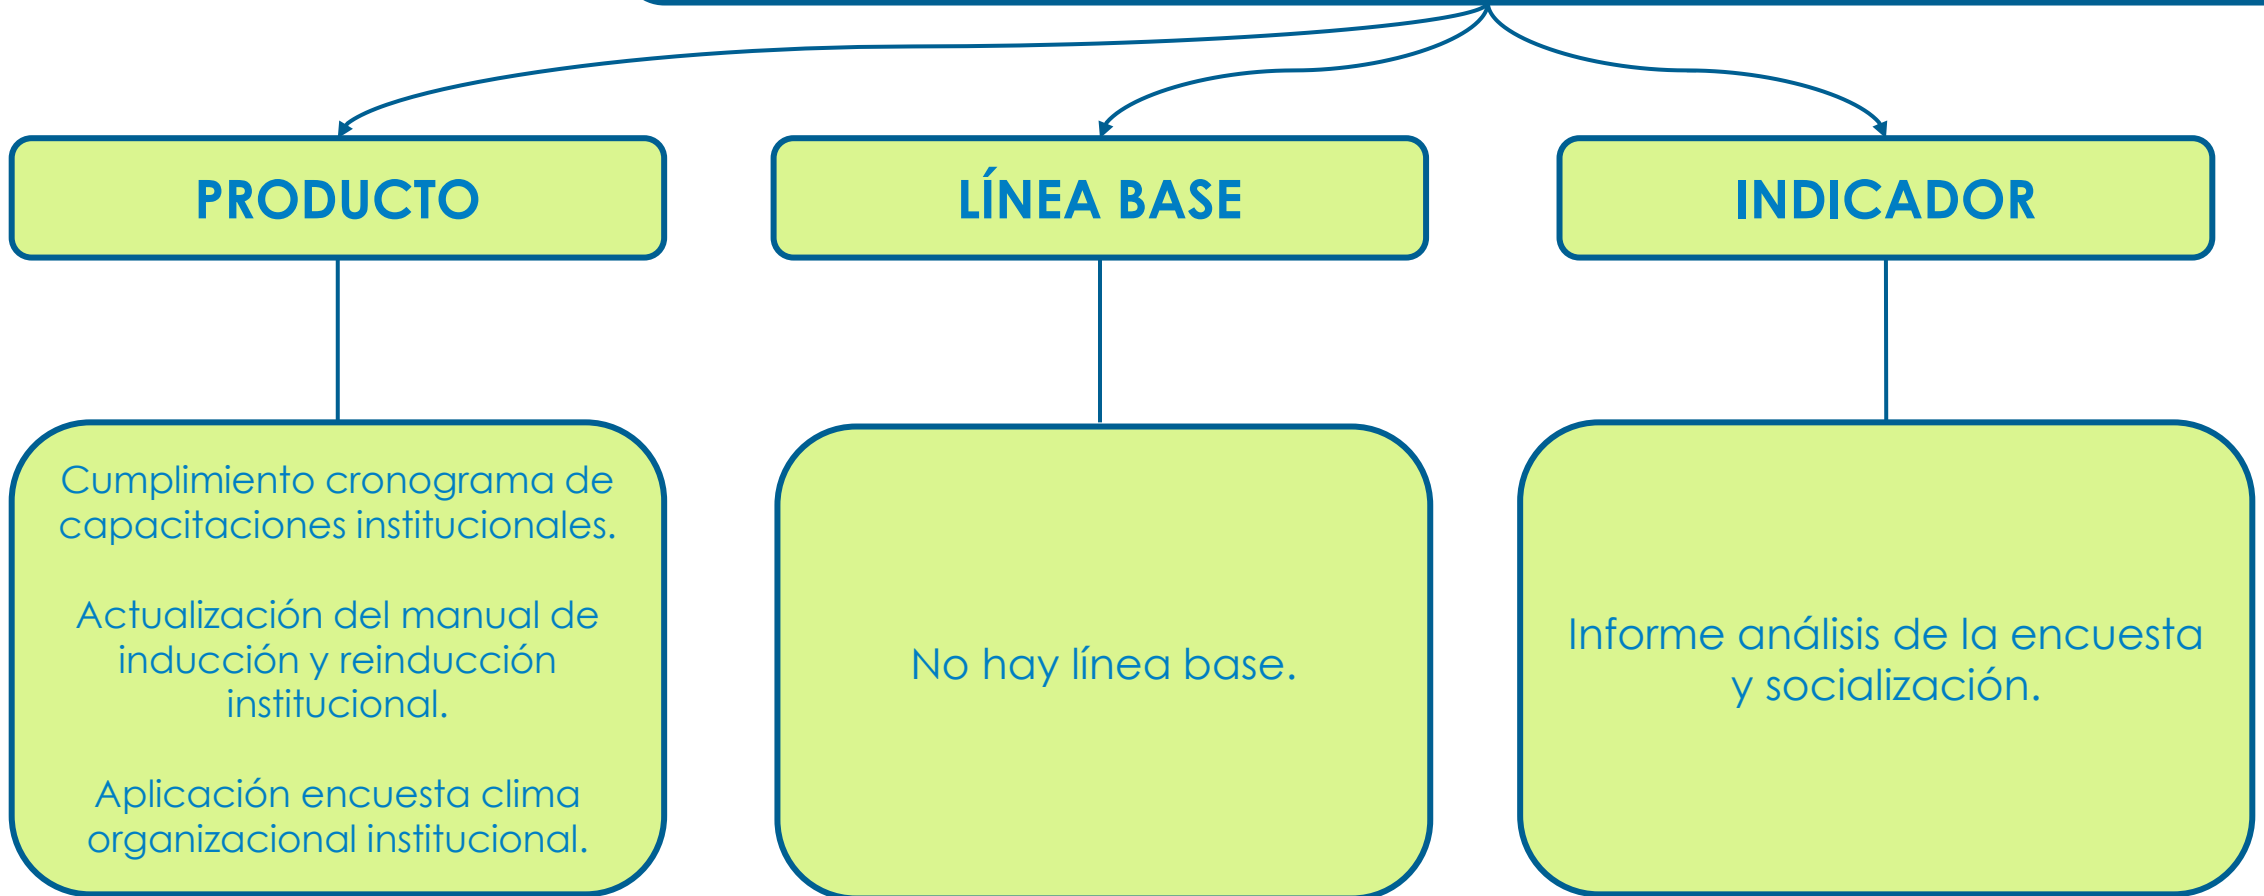 PRODUCTO
LÍNEA BASE
INDICADOR
Cumplimiento cronograma de
capacitaciones institucionales.
Actualización del manual de
inducción y reinducción
institucional.
Aplicación encuesta clima
organizacional institucional.
No hay línea base.
Informe análisis de la encuesta
y socialización.